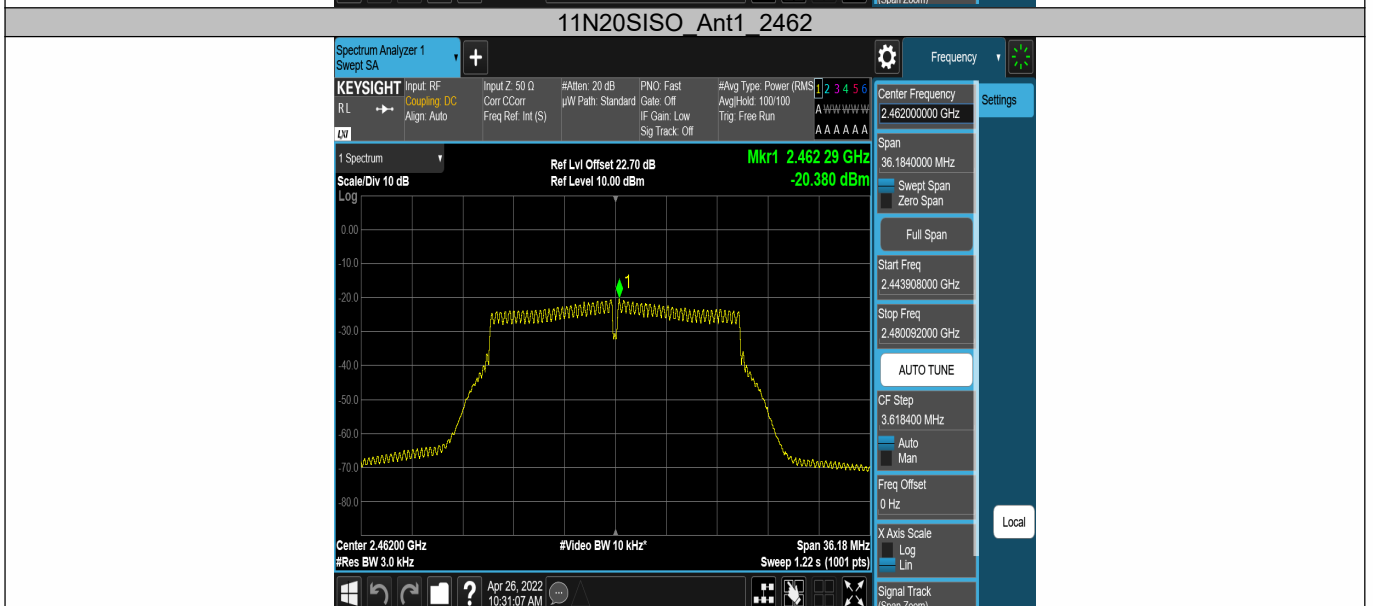 (Span Zoom)
11N20SISO_Ant1_2462
Spectrum Analyzer 1
Swept SA
Frequency
KEYSIGHT
R L
LXI
Input: RF
Coupling: DC
Align: Auto
Input Z: 50 Ω
Corr CCorr
Freq Ref: Int (S)
#Atten: 20 dB
µW Path: Standard
PNO: Fast
Gate: Off
IF Gain: Low
Sig Track: Off
#Avg Type: Power (RMS
Avg|Hold: 100/100
Trig: Free Run
1 2 3 4 5 6
A W W W W W
A A A A A A
1 Spectrum
Scale/Div 10 dB
Log
Ref Lvl Offset 22.70 dB
Ref Level 10.00 dBm
Mkr1 2.462 29 GHz
-20.380 dBm
1
0.00
-10.0
-20.0
-30.0
-40.0
-50.0
-60.0
-70.0
-80.0
Center 2.46200 GHz
#Res BW 3.0 kHz
#Video BW 10 kHz*
Span 36.18 MHz
Sweep 1.22 s (1001 pts)
Center Frequency
2.462000000 GHz
Settings
Span
36.1840000 MHz
Swept Span
Zero Span
Full Span
Start Freq
2.443908000 GHz
Stop Freq
2.480092000 GHz
AUTO TUNE
CF Step
3.618400 MHz
Auto
Man
Freq Offset
0 Hz
X Axis Scale
Log
Lin
Local
Signal Track
(Span Zoom)
?
Apr 26, 2022
10:31:07 AM